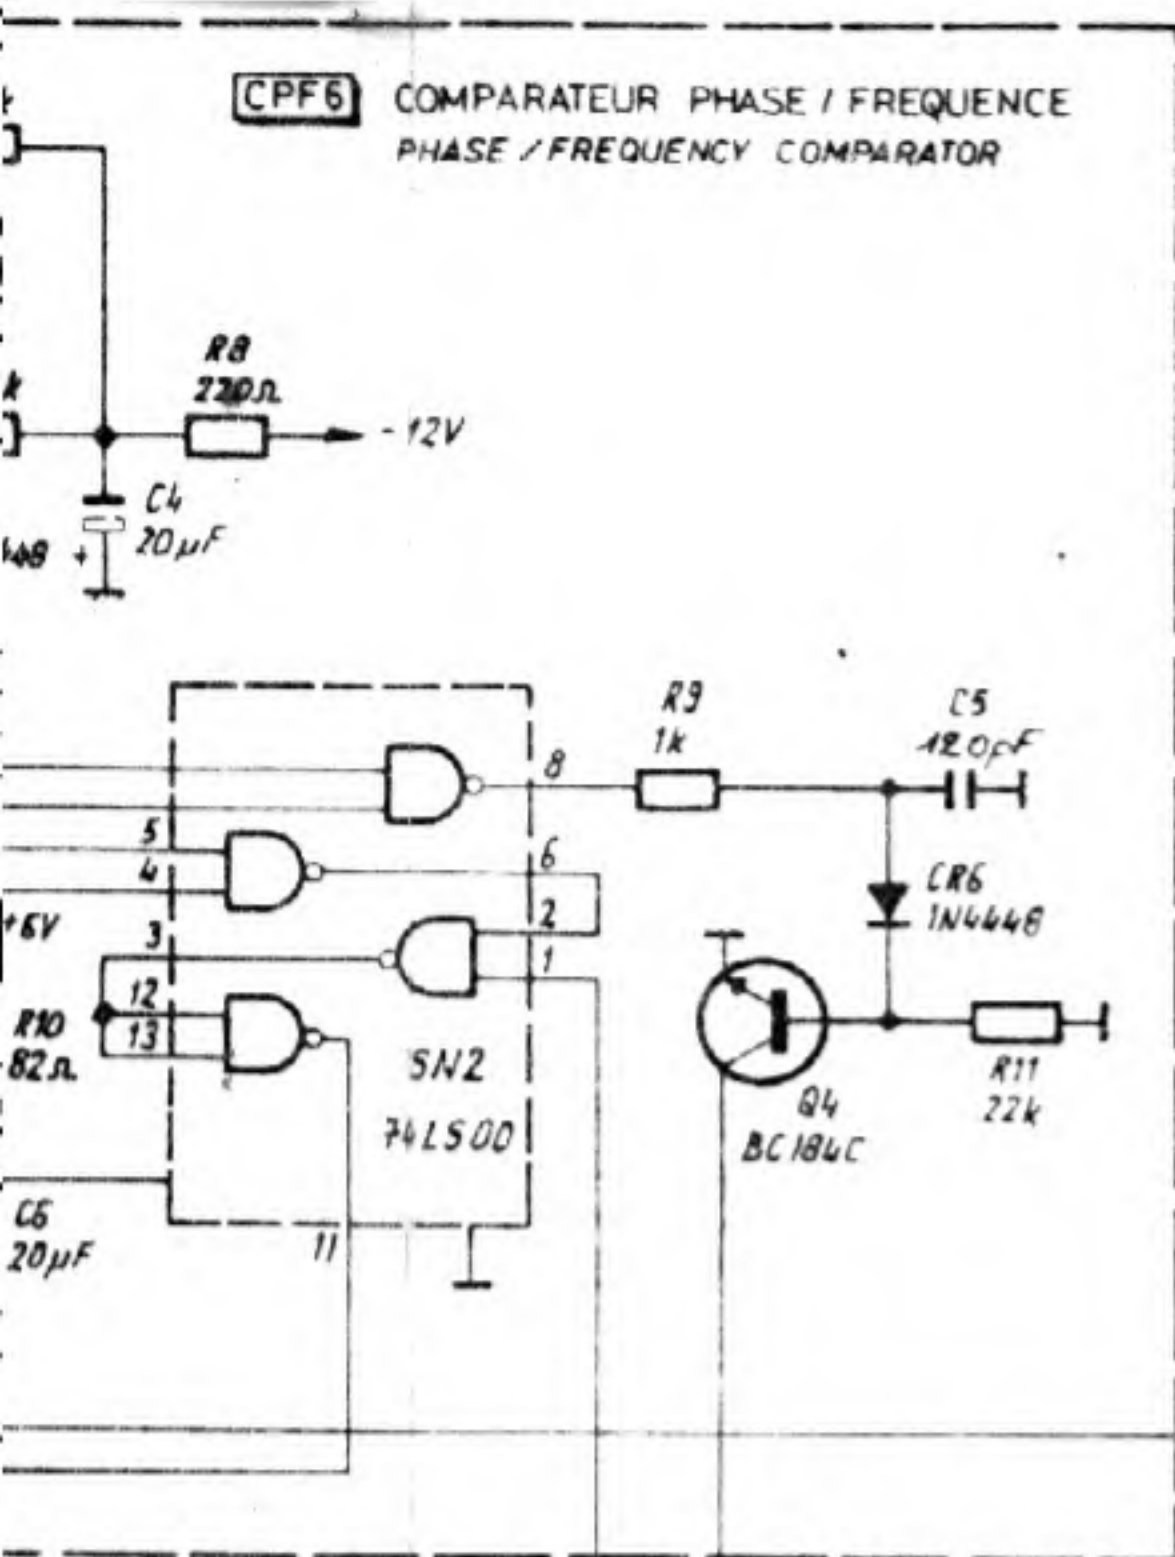 CPF6 COMPARATEUR PHASE / FREQUENCE
PHASE / FREQUENCY COMPARATOR
k
R8
220Ω
-12V
C4
20µF
+
R9
1k
C5
120pF
8
5
4
6
+6V
2
3
1
CR6
1N4448
12
13
R10
82Ω
SN2
74LS00
R11
22k
Q4
BC184C
C6
20µF
11